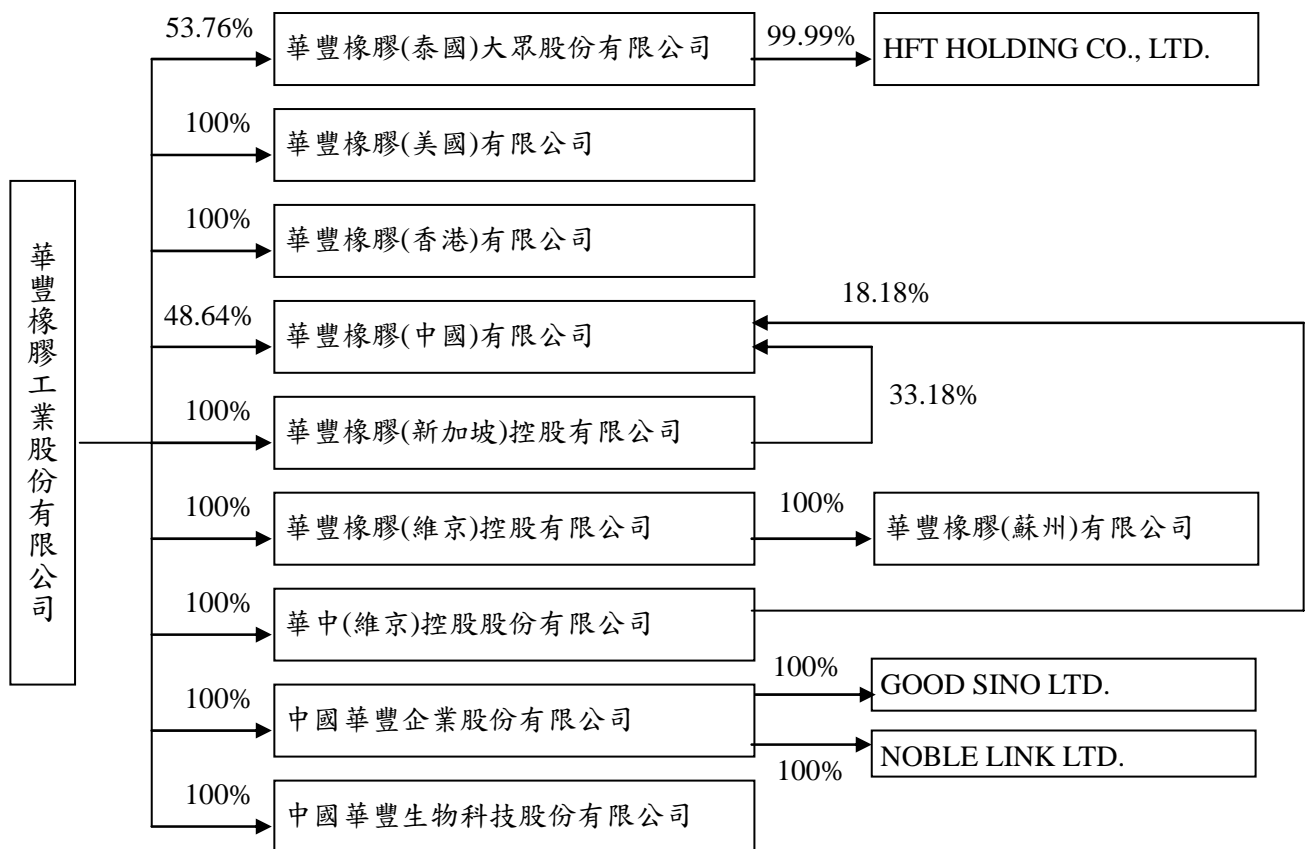 華豐橡膠工業股份有限公司
53.76%
華豐橡膠(泰國)大眾股份有限公司
99.99%
HFT HOLDING CO., LTD.
100%
華豐橡膠(美國)有限公司
100%
華豐橡膠(香港)有限公司
48.64%
華豐橡膠(中國)有限公司
18.18%
33.18%
100%
華豐橡膠(新加坡)控股有限公司
100%
華豐橡膠(維京)控股有限公司
100%
華豐橡膠(蘇州)有限公司
100%
華中(維京)控股股份有限公司
100%
中國華豐企業股份有限公司
100%
GOOD SINO LTD.
100%
NOBLE LINK LTD.
100%
中國華豐生物科技股份有限公司